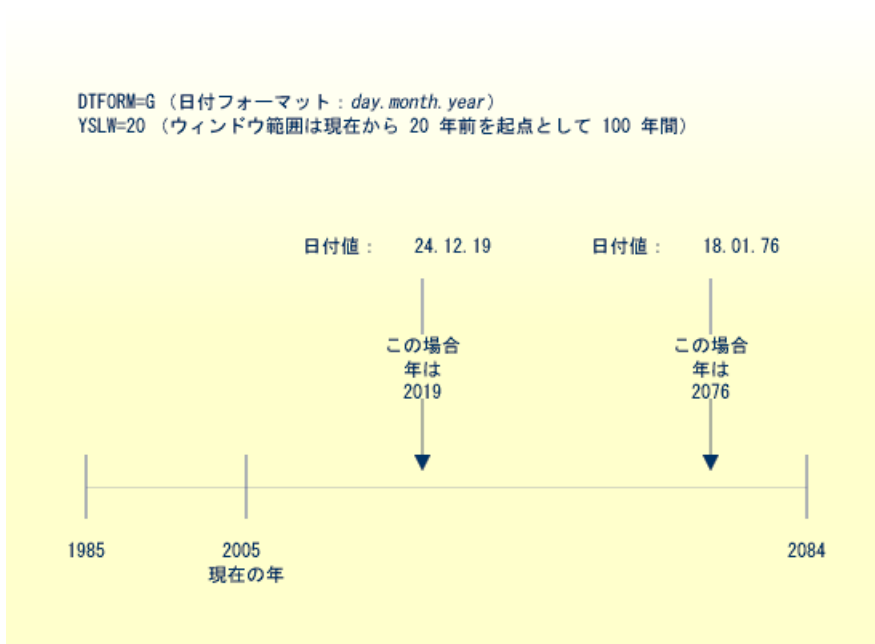 DTFORM=G （日付フォーマット：day.month.year）
YSLW=20 （ウィンドウ範囲は現在から 20 年前を起点として 100 年間）
日付値： 24.12.19
日付値： 18.01.76
この場合
年は
2019
この場合
年は
2076
1985
2005
現在の年
2084